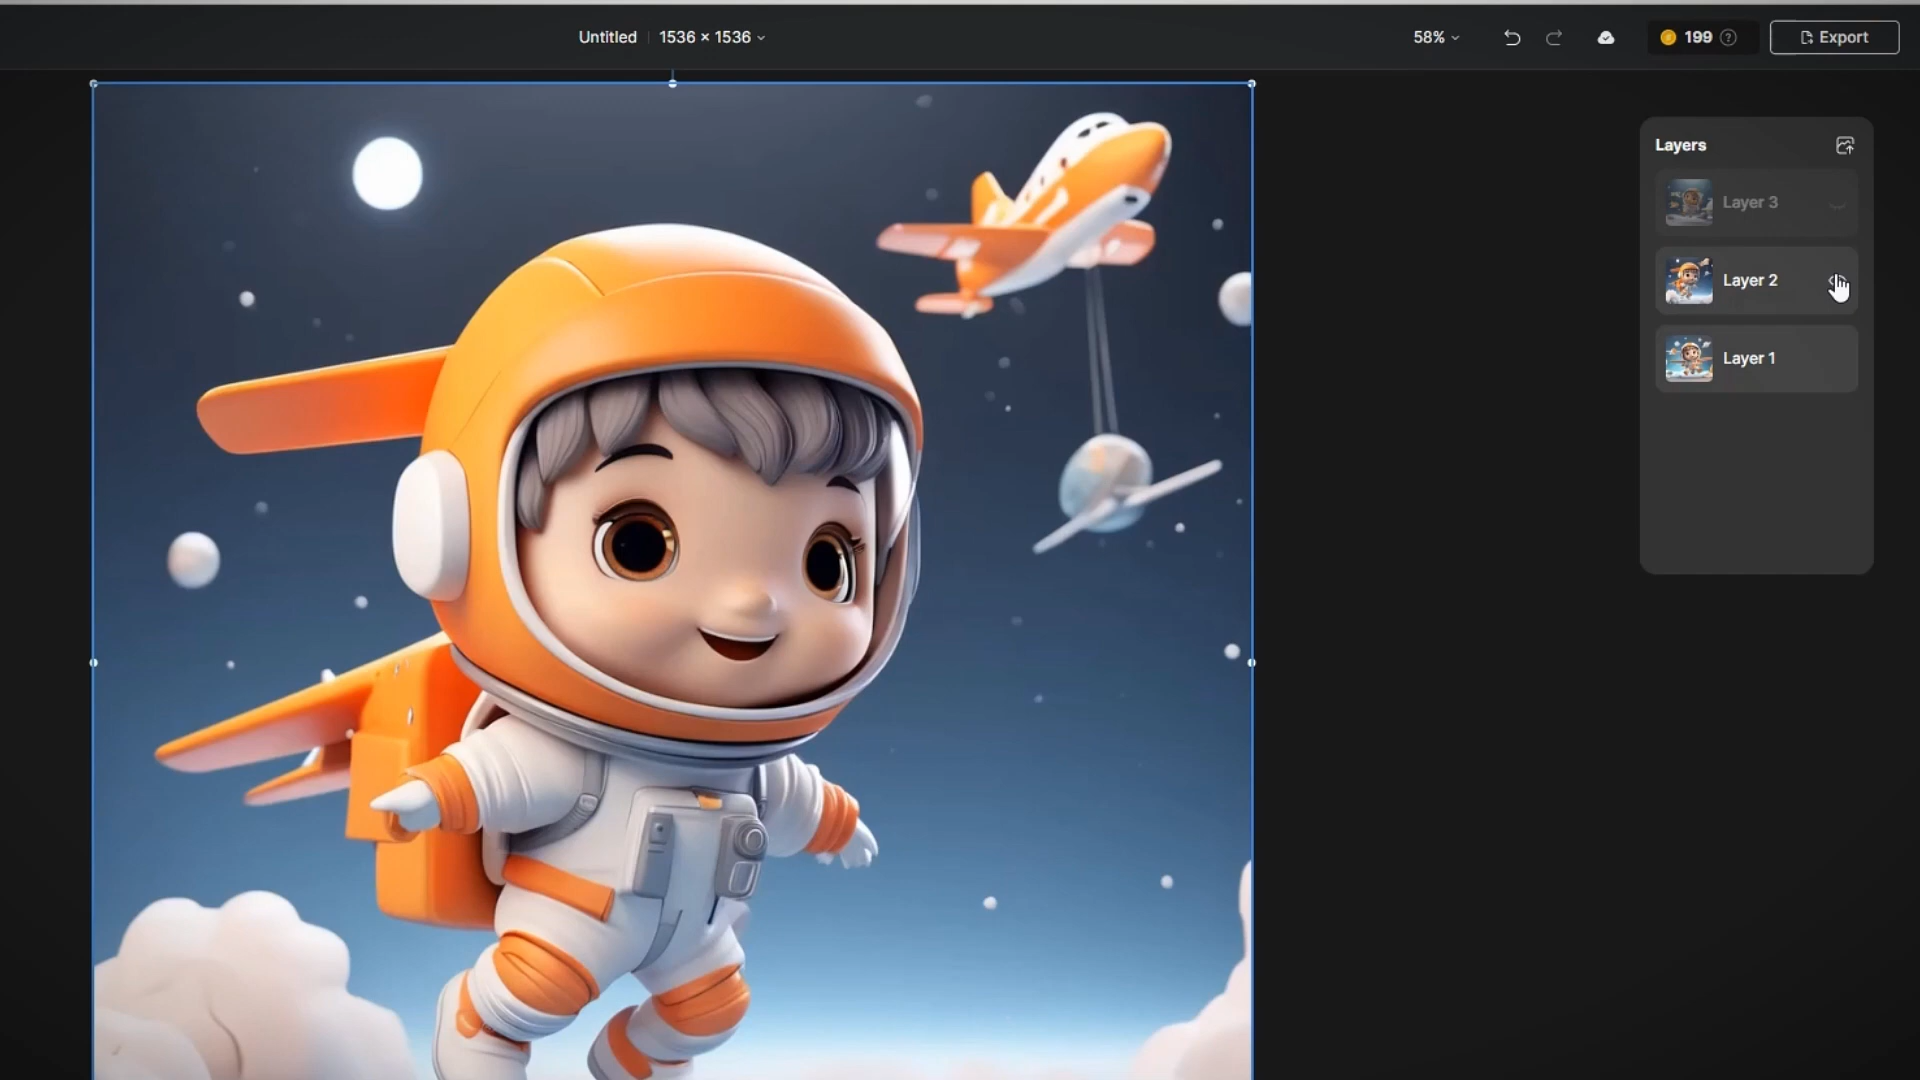 Untitled 1536 × 1536 58% 199 ? Export
Layers
Layer 3
Layer 2
Layer 1